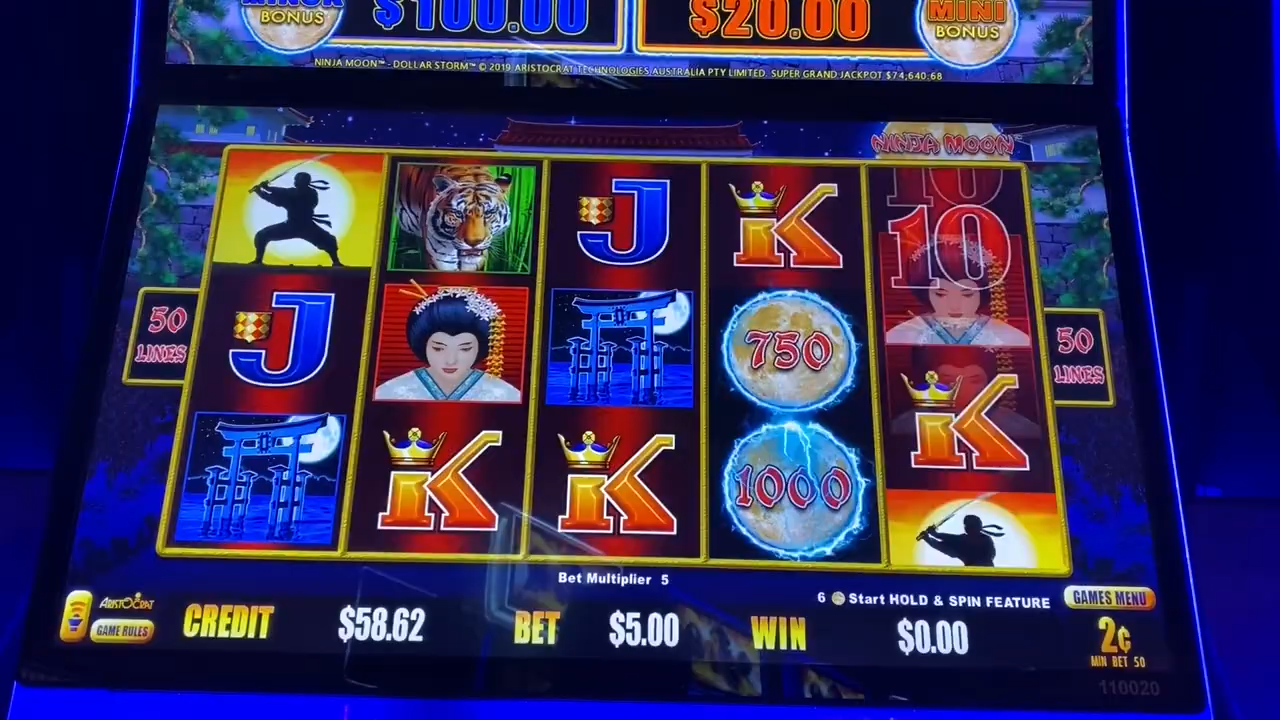 MINOR
BONUS
$100.00
$20.00
MINI
BONUS
NINJA MOON™ - DOLLAR STORM™ © 2019 ARISTOCRAT TECHNOLOGIES AUSTRALIA PTY LIMITED. SUPER GRAND JACKPOT $74,640.68
NINJA MOON
J
K
10
10
50
LINES
J
750
50
LINES
K
K
K
1000
Bet Multiplier 5
6 Start HOLD & SPIN FEATURE
GAMES MENU
ARISTOCRAT
GAME RULES
CREDIT
$58.62
BET
$5.00
WIN
$0.00
2¢
MIN BET 50
110020